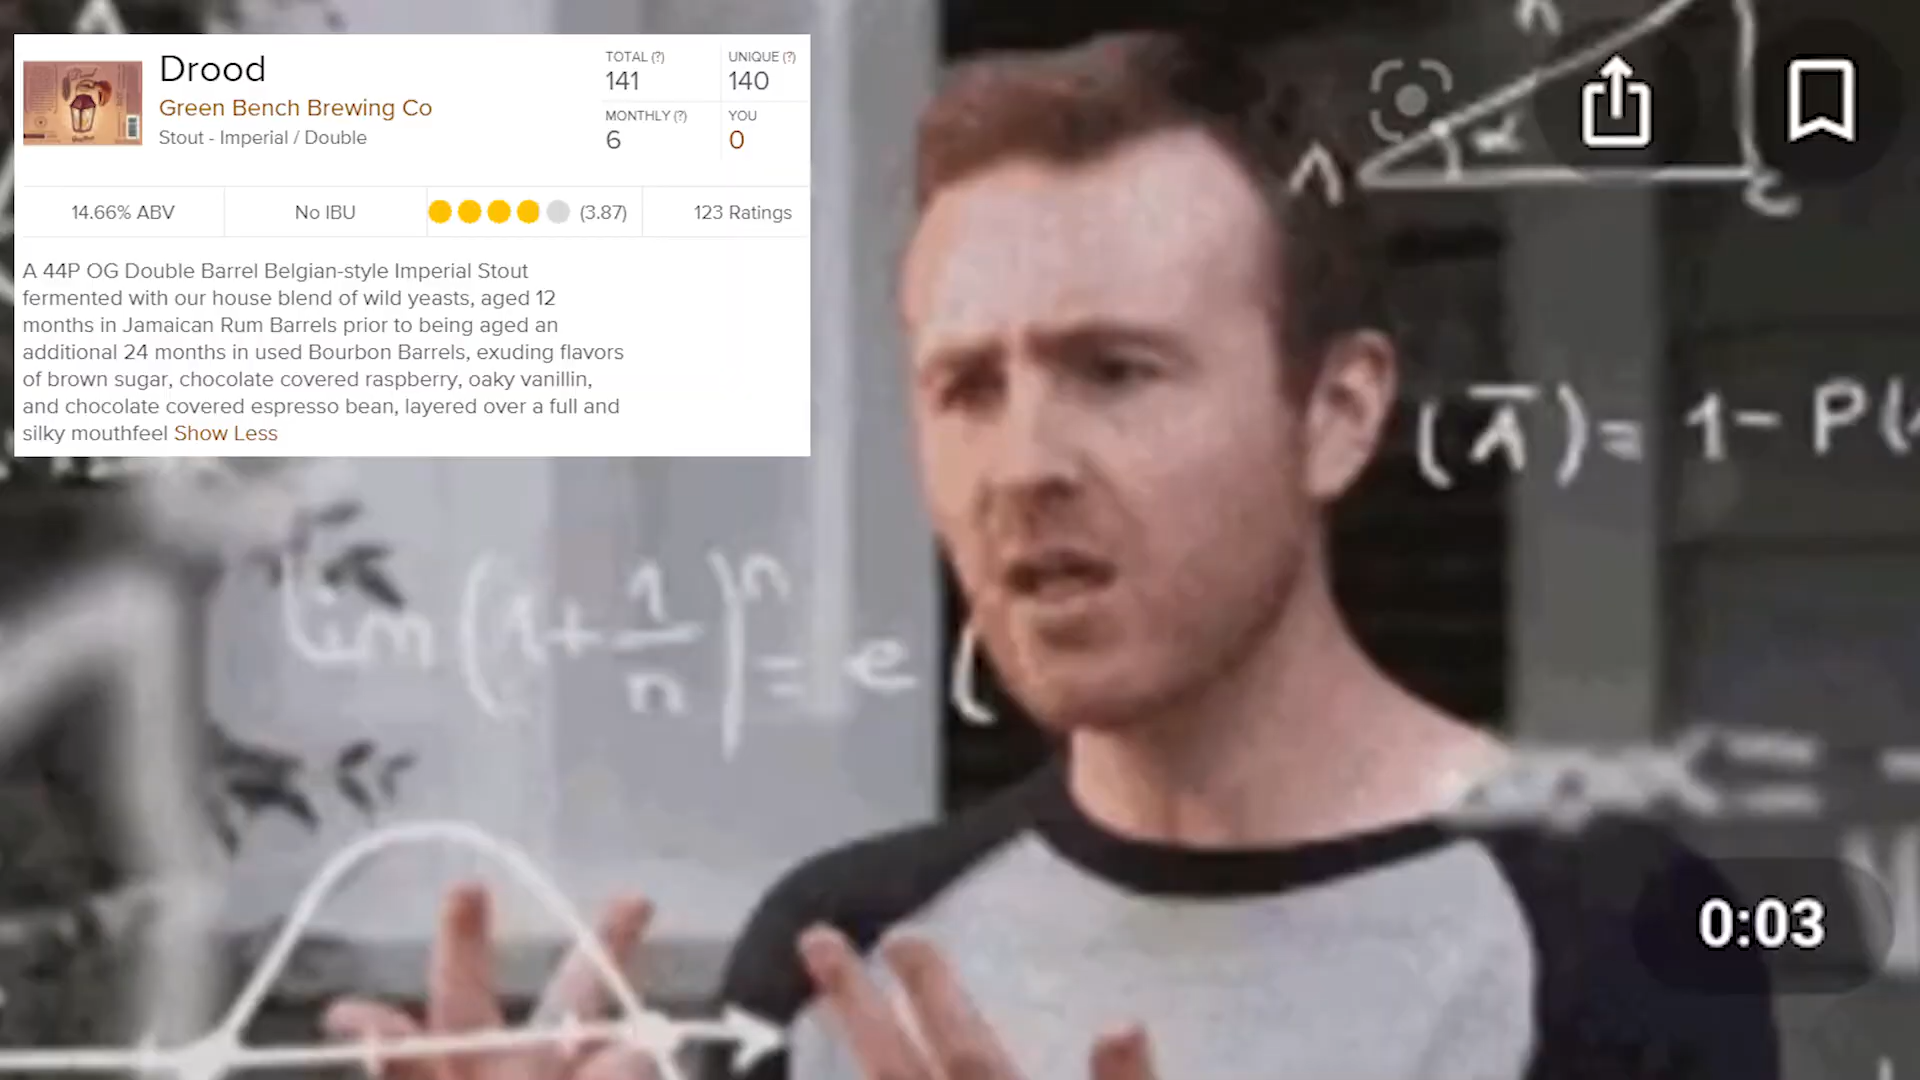 Drood
Green Bench Brewing Co
Stout - Imperial / Double
TOTAL (?)
141
UNIQUE (?)
140
MONTHLY (?)
6
YOU
0
14.66% ABV
No IBU
(3.87)
123 Ratings
A 44P OG Double Barrel Belgian-style Imperial Stout
fermented with our house blend of wild yeasts, aged 12
months in Jamaican Rum Barrels prior to being aged an
additional 24 months in used Bourbon Barrels, exuding flavors
of brown sugar, chocolate covered raspberry, oaky vanillin,
and chocolate covered espresso bean, layered over a full and
silky mouthfeel Show Less
lim (1+ 1/n)^n = e
= 1 - P(
0:03